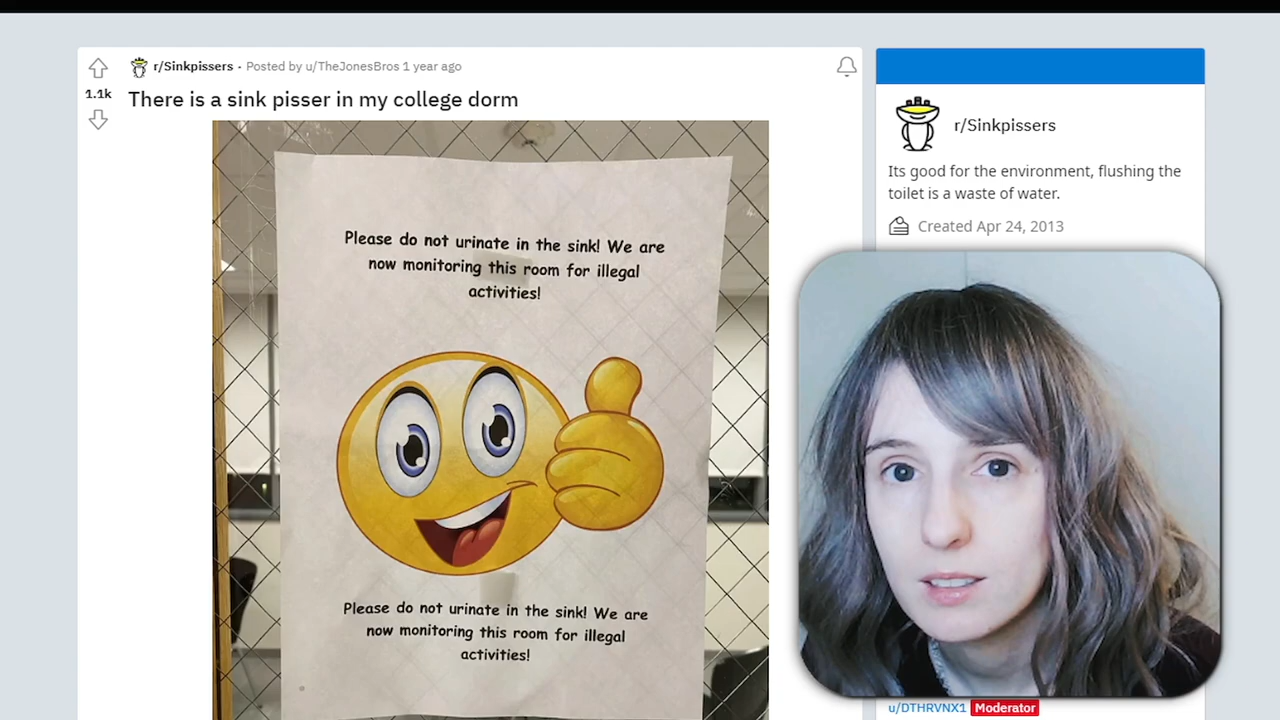 r/Sinkpissers · Posted by u/TheJonesBros 1 year ago
1.1k
There is a sink pisser in my college dorm
Please do not urinate in the sink! We are
now monitoring this room for illegal
activities!
Please do not urinate in the sink! We are
now monitoring this room for illegal
activities!
r/Sinkpissers
Its good for the environment, flushing the
toilet is a waste of water.
Created Apr 24, 2013
u/DTHRVNX1 Moderator